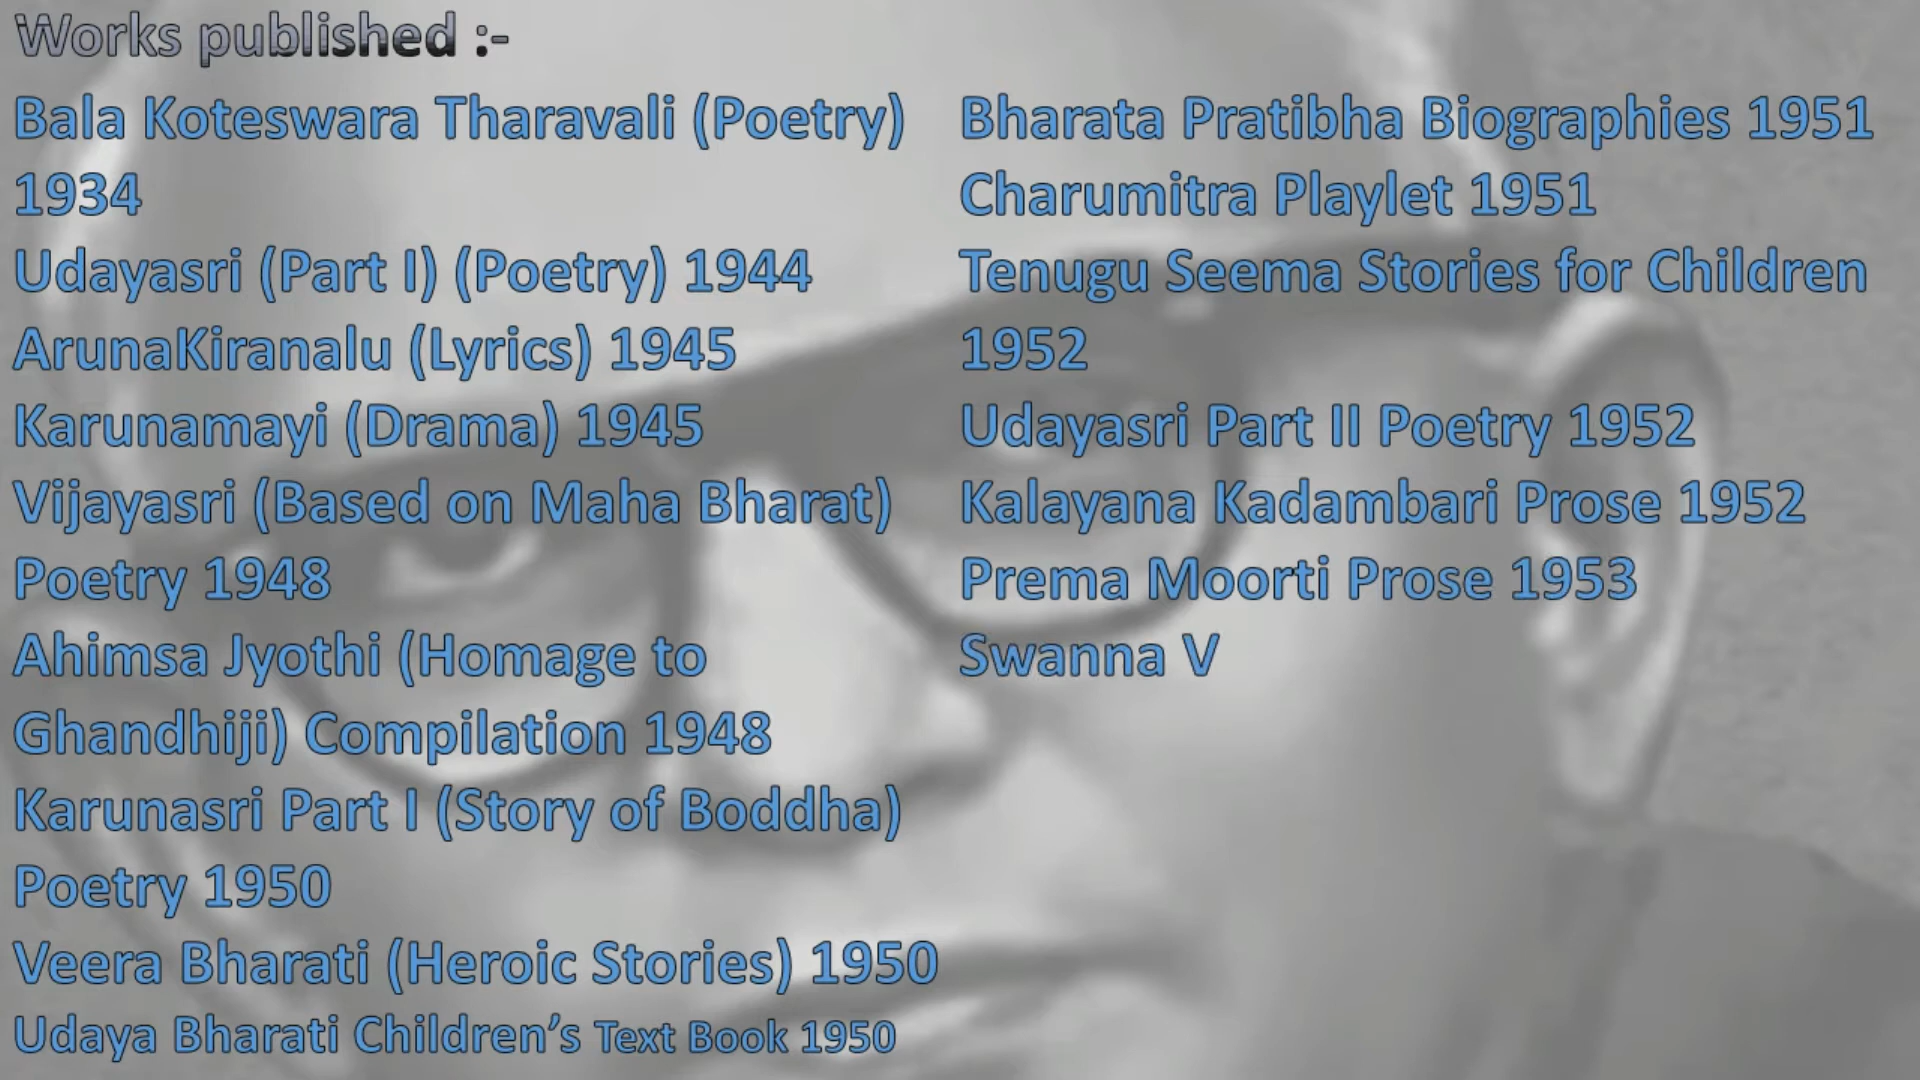 Works published :-
Bala Koteswara Tharavali (Poetry)
1934
Udayasri (Part I) (Poetry) 1944
ArunaKiranalu (Lyrics) 1945
Karunamayi (Drama) 1945
Vijayasri (Based on Maha Bharat)
Poetry 1948
Ahimsa Jyothi (Homage to
Ghandhiji) Compilation 1948
Karunasri Part I (Story of Boddha)
Poetry 1950
Veera Bharati (Heroic Stories) 1950
Udaya Bharati Children’s Text Book 1950
Bharata Pratibha Biographies 1951
Charumitra Playlet 1951
Tenugu Seema Stories for Children
1952
Udayasri Part II Poetry 1952
Kalayana Kadambari Prose 1952
Prema Moorti Prose 1953
Swanna V